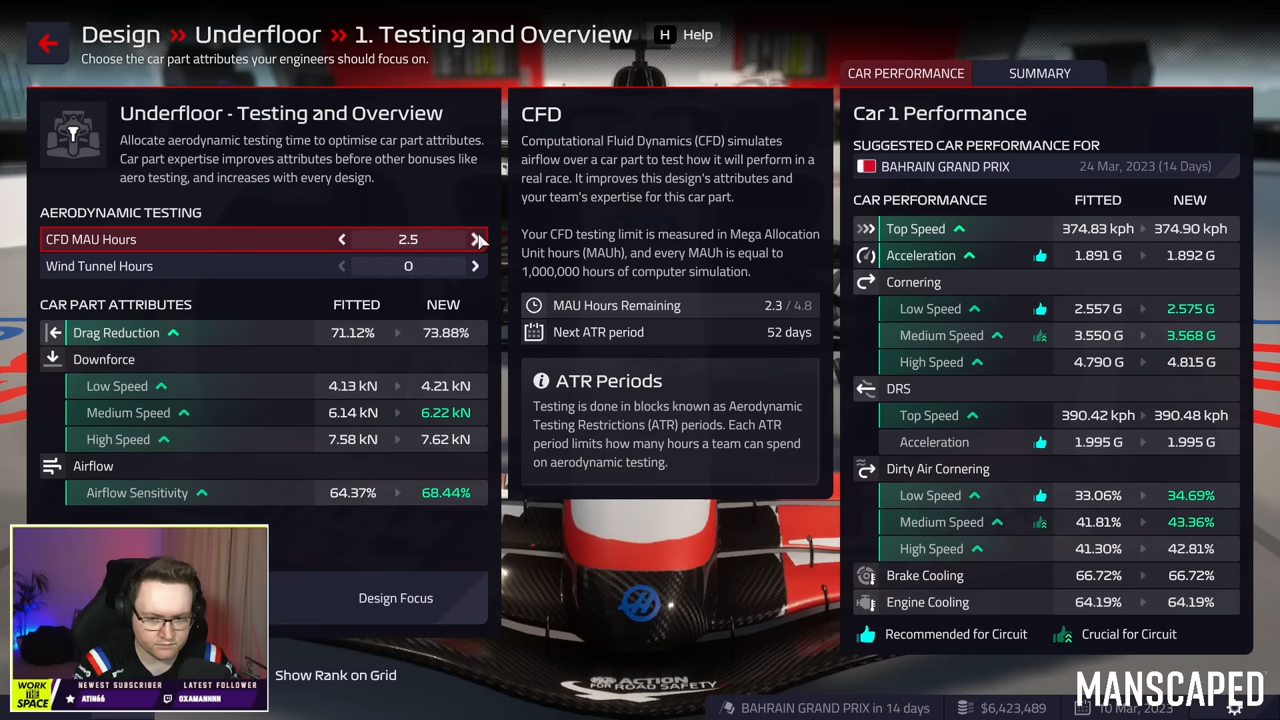 Design » Underfloor » 1. Testing and Overview H Help
Choose the car part attributes your engineers should focus on.
Underfloor - Testing and Overview
Allocate aerodynamic testing time to optimise car part attributes.
Car part expertise improves attributes before other bonuses like
aero testing, and increases with every design.
AERODYNAMIC TESTING
CFD MAU Hours 2.5
Wind Tunnel Hours 0
CAR PART ATTRIBUTES FITTED NEW
Drag Reduction 71.12% 73.88%
Downforce
Low Speed 4.13 kN 4.21 kN
Medium Speed 6.14 kN 6.22 kN
High Speed 7.58 kN 7.62 kN
Airflow
Airflow Sensitivity 64.37% 68.44%
Design Focus
Show Rank on Grid
CFD
Computational Fluid Dynamics (CFD) simulates
airflow over a car part to test how it will perform in a
real race. It improves this design's attributes and
your team's expertise for this car part.
Your CFD testing limit is measured in Mega Allocation
Unit hours (MAUh), and every MAUh is equal to
1,000,000 hours of computer simulation.
MAU Hours Remaining 2.3 / 4.8
Next ATR period 52 days
ATR Periods
Testing is done in blocks known as Aerodynamic
Testing Restrictions (ATR) periods. Each ATR
period limits how many hours a team can spend
on aerodynamic testing.
CAR PERFORMANCE SUMMARY
Car 1 Performance
SUGGESTED CAR PERFORMANCE FOR
BAHRAIN GRAND PRIX 24 Mar, 2023 (14 Days)
CAR PERFORMANCE FITTED NEW
Top Speed 374.83 kph 374.90 kph
Acceleration 1.891 G 1.892 G
Cornering
Low Speed 2.557 G 2.575 G
Medium Speed 3.550 G 3.568 G
High Speed 4.790 G 4.815 G
DRS
Top Speed 390.42 kph 390.48 kph
Acceleration 1.995 G 1.995 G
Dirty Air Cornering
Low Speed 33.06% 34.69%
Medium Speed 41.81% 43.36%
High Speed 41.30% 42.81%
Brake Cooling 66.72% 66.72%
Engine Cooling 64.19% 64.19%
Recommended for Circuit Crucial for Circuit
WORK
THE
SPACE
NEWEST SUBSCRIBER LATEST FOLLOWER
ATIN66 0XAMANNN
ACTION
FOR ROAD SAFETY
MANSCAPED
BAHRAIN GRAND PRIX in 14 days $6,423,489 10 Mar, 2023